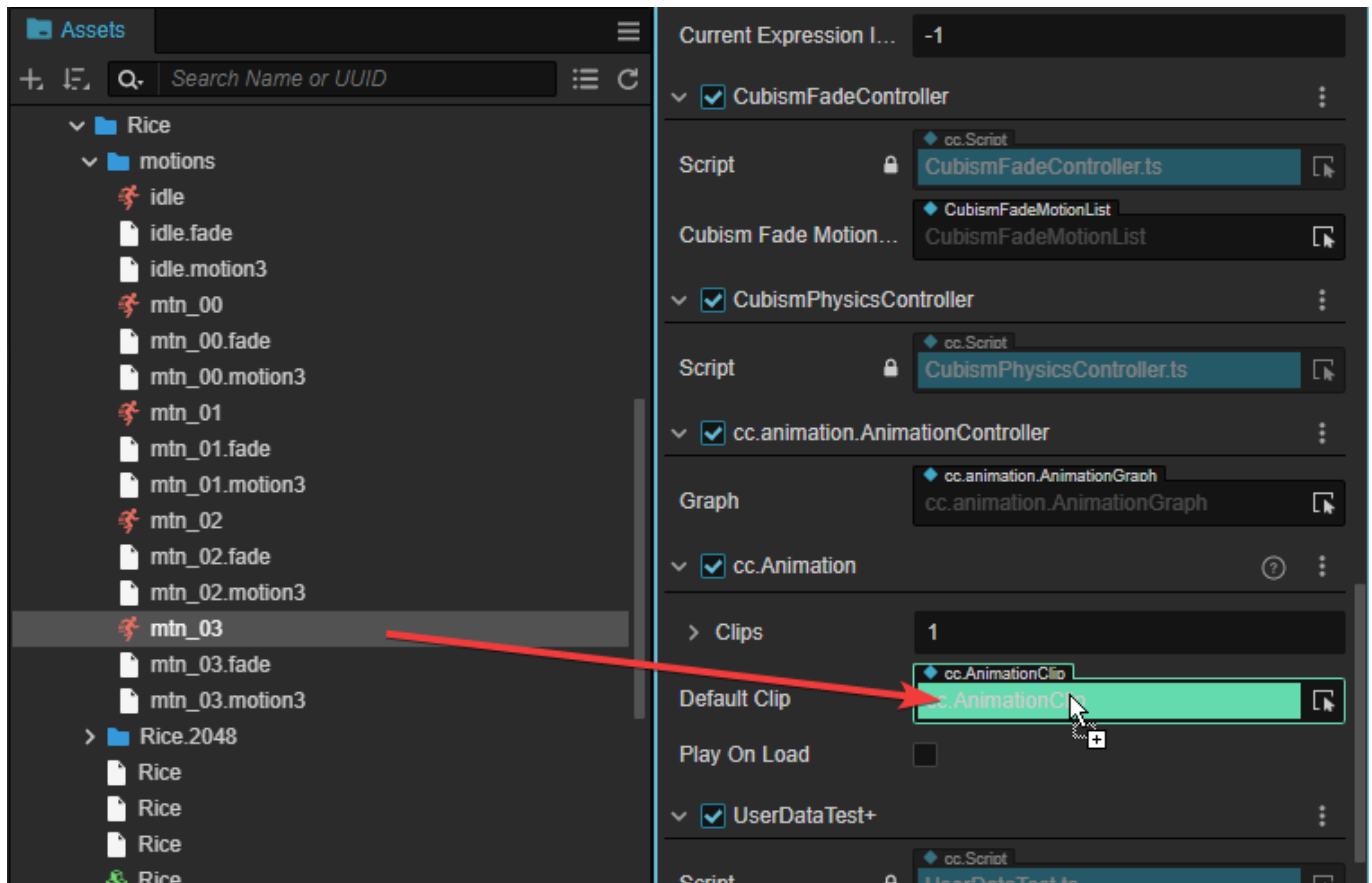 Assets
Search Name or UUID
Rice
motions
idle
idle.fade
idle.motion3
mtn_00
mtn_00.fade
mtn_00.motion3
mtn_01
mtn_01.fade
mtn_01.motion3
mtn_02
mtn_02.fade
mtn_02.motion3
mtn_03
mtn_03.fade
mtn_03.motion3
Rice.2048
Rice
Rice
Rice
Rice
Current Expression I...
-1
CubismFadeController
cc.Script
Script
CubismFadeController.ts
CubismFadeMotionList
Cubism Fade Motion...
CubismFadeMotionList
CubismPhysicsController
cc.Script
Script
CubismPhysicsController.ts
cc.animation.AnimationController
cc.animation.AnimationGraph
Graph
cc.animation.AnimationGraph
cc.Animation
Clips
1
cc.AnimationClip
Default Clip
cc.AnimationClip
Play On Load
UserDataTest+
cc.Script
Script
UserDataTest.ts